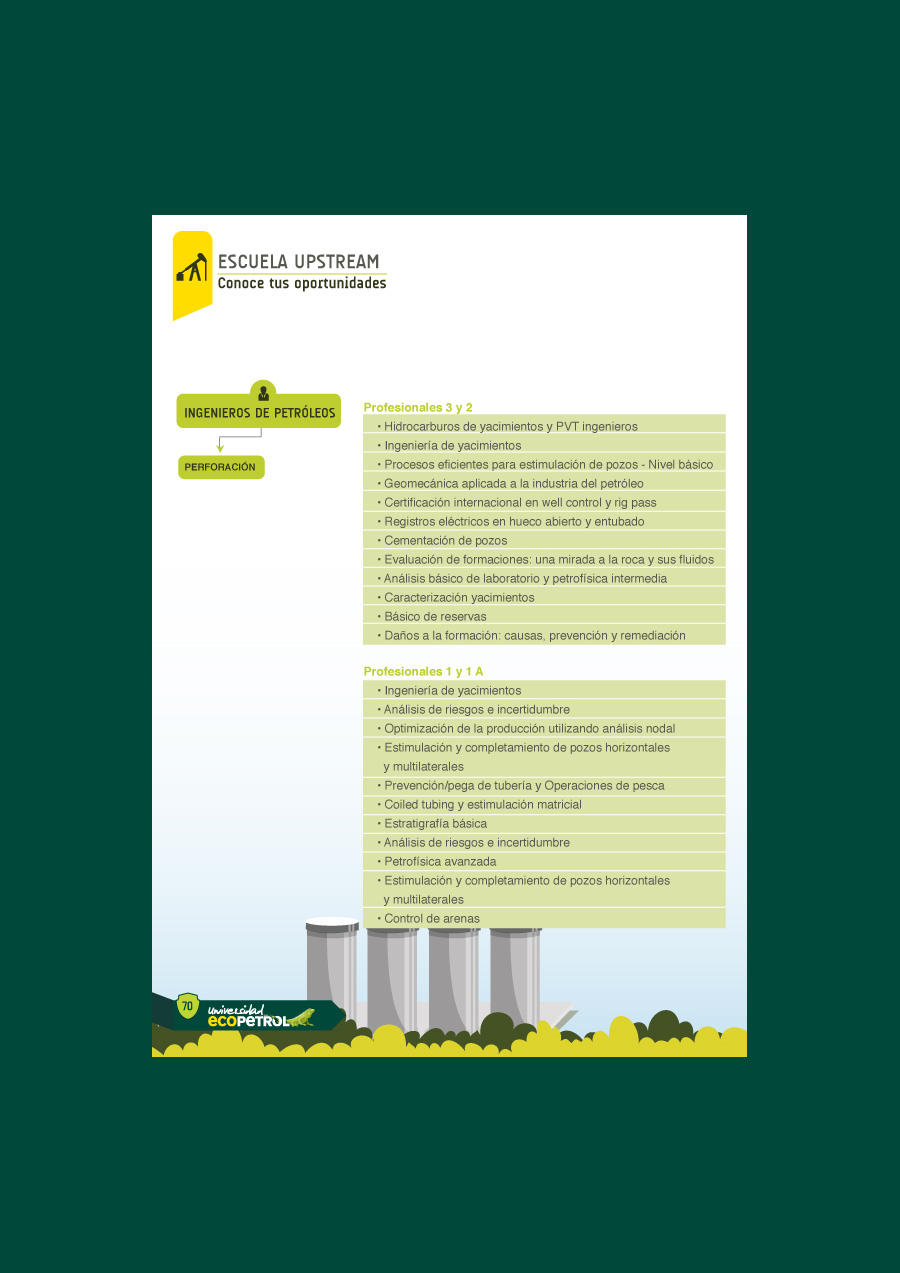 ESCUELA UPSTREAM
Conoce tus oportunidades
INGENIEROS DE PETRÓLEOS
PERFORACIÓN
Profesionales 3 y 2
• Hidrocarburos de yacimientos y PVT ingenieros
• Ingeniería de yacimientos
• Procesos eficientes para estimulación de pozos - Nivel básico
• Geomecánica aplicada a la industria del petróleo
• Certificación internacional en well control y rig pass
• Registros eléctricos en hueco abierto y entubado
• Cementación de pozos
• Evaluación de formaciones: una mirada a la roca y sus fluidos
• Análisis básico de laboratorio y petrofísica intermedia
• Caracterización yacimientos
• Básico de reservas
• Daños a la formación: causas, prevención y remediación
Profesionales 1 y 1 A
• Ingeniería de yacimientos
• Análisis de riesgos e incertidumbre
• Optimización de la producción utilizando análisis nodal
• Estimulación y completamiento de pozos horizontales
y multilaterales
• Prevención/pega de tubería y Operaciones de pesca
• Coiled tubing y estimulación matricial
• Estratigrafía básica
• Análisis de riesgos e incertidumbre
• Petrofísica avanzada
• Estimulación y completamiento de pozos horizontales
y multilaterales
• Control de arenas
70
Universidad
ECOPETROL